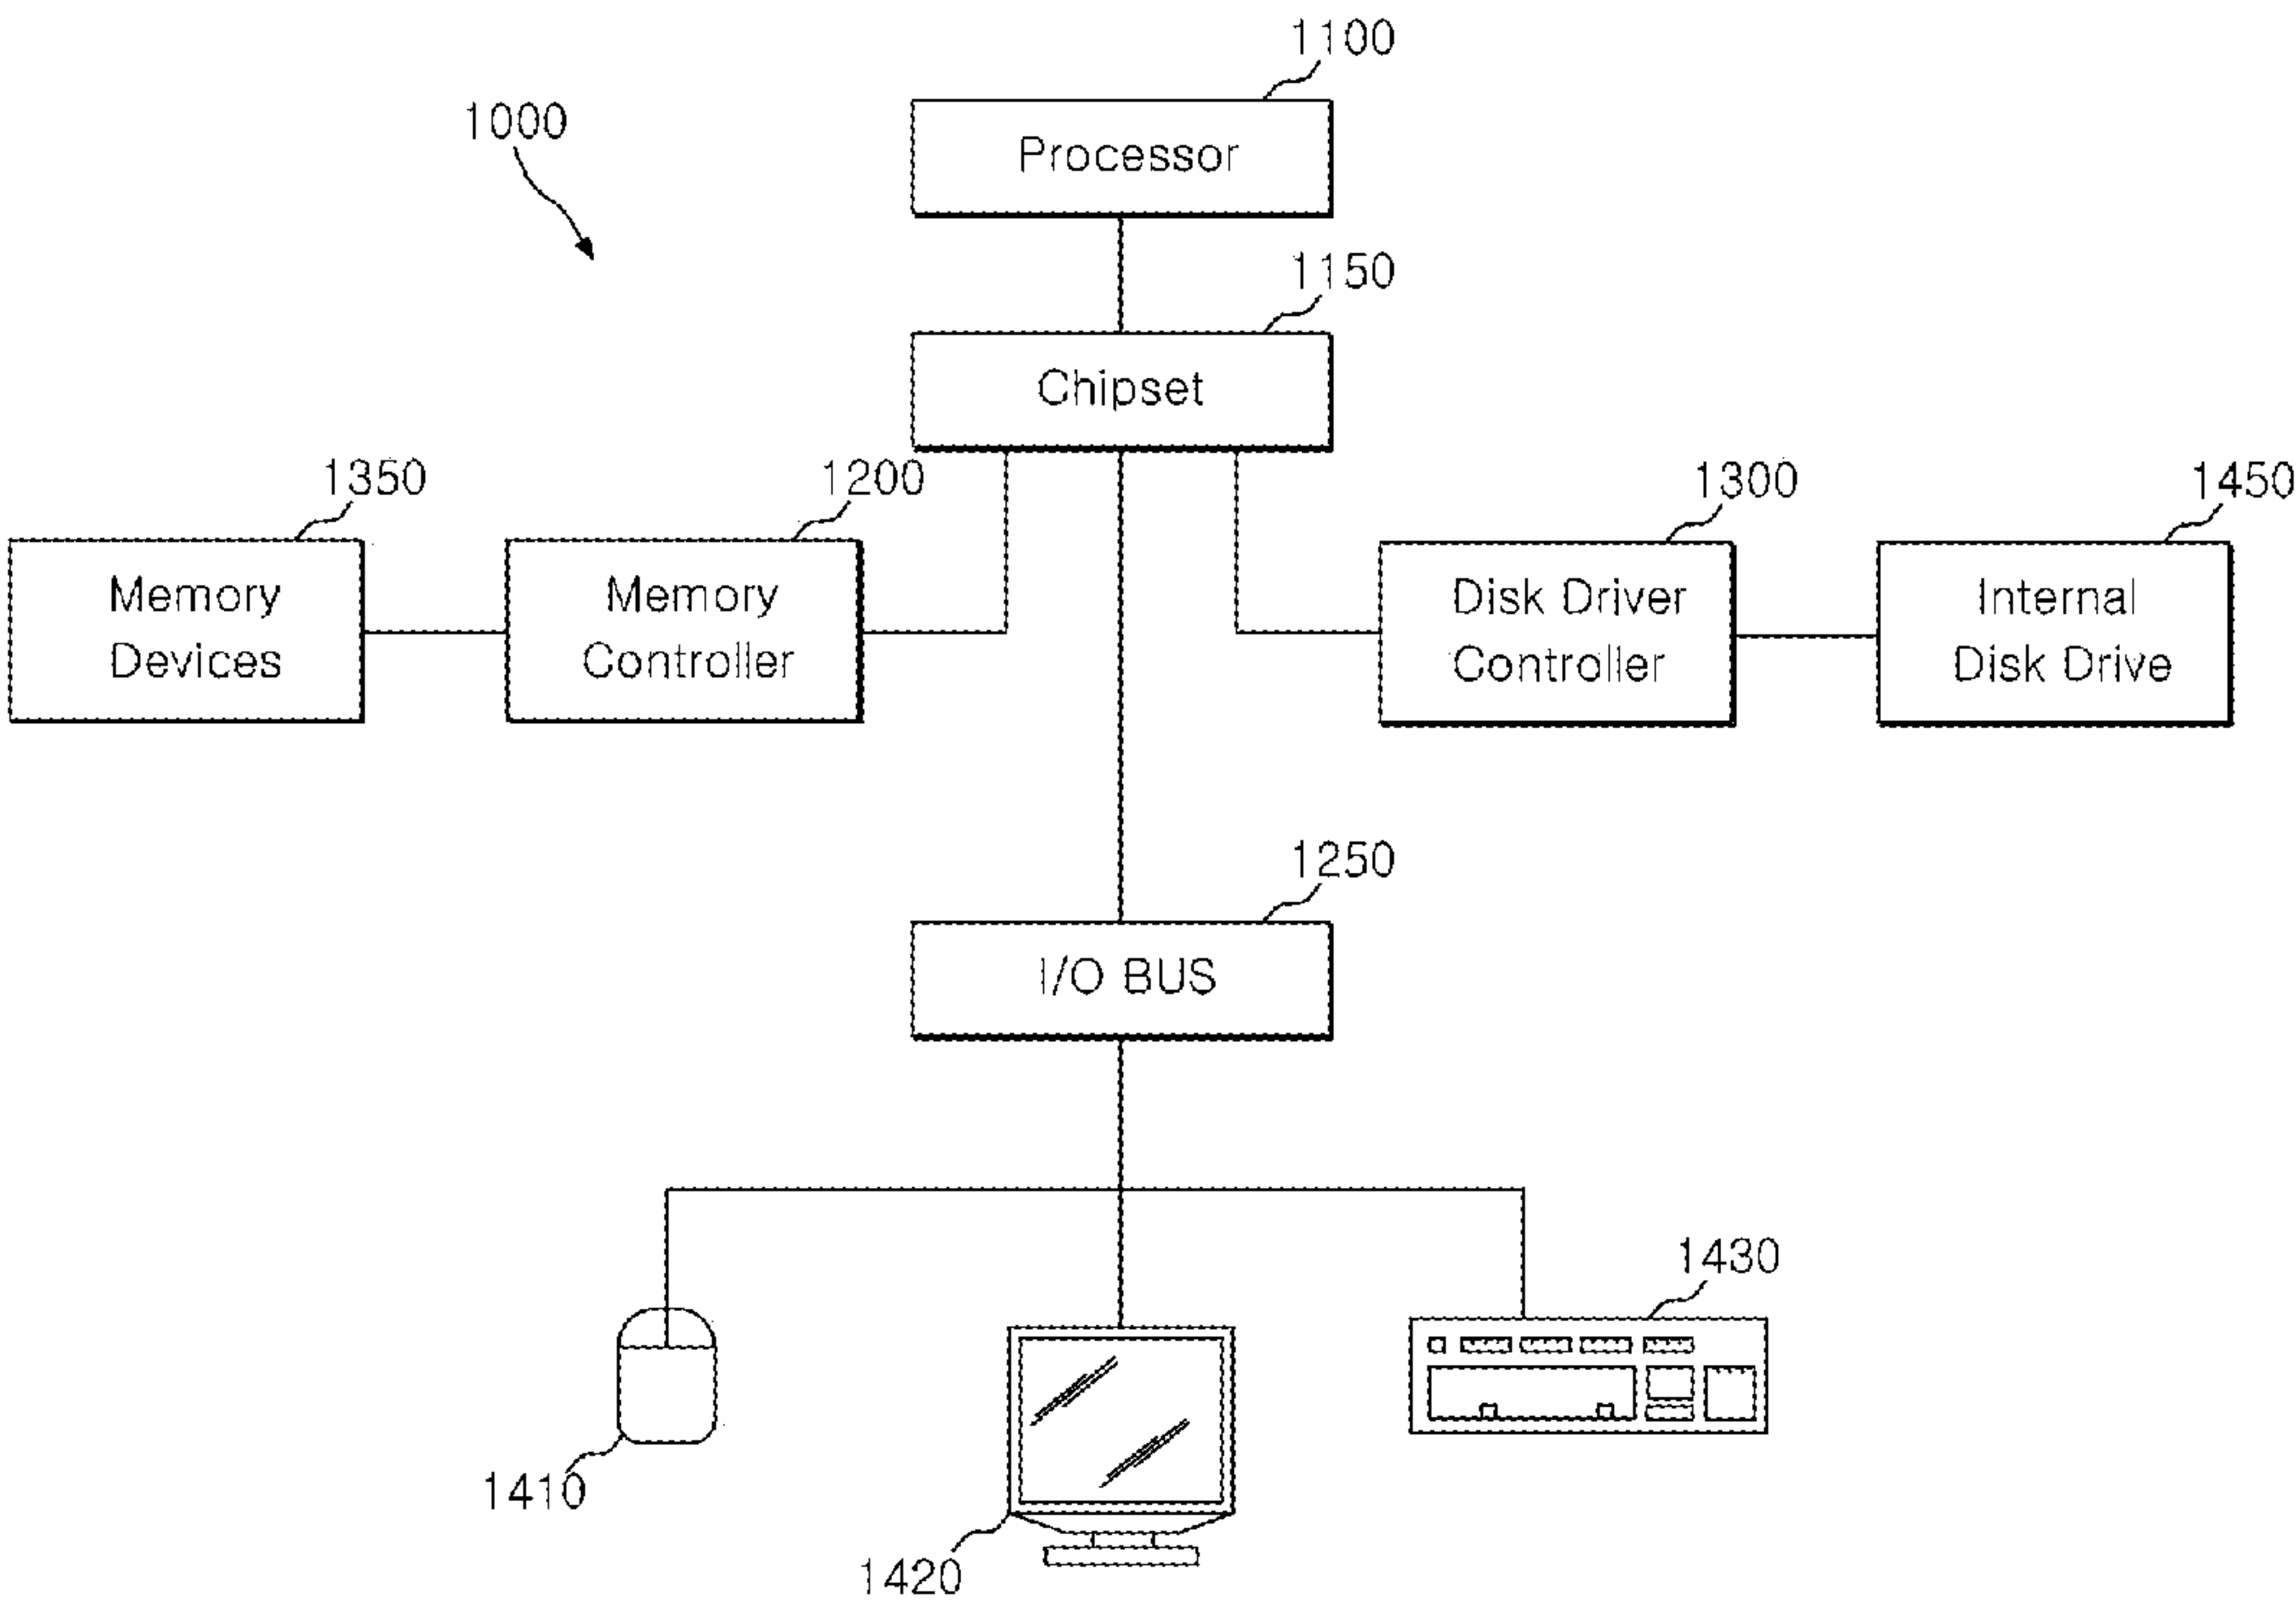 1100
1000
Processor
1150
Chipset
1350
1200
1300
1450
Memory
Devices
Memory
Controller
Disk Driver
Controller
Internal
Disk Drive
1250
I/O BUS
1430
1410
1420